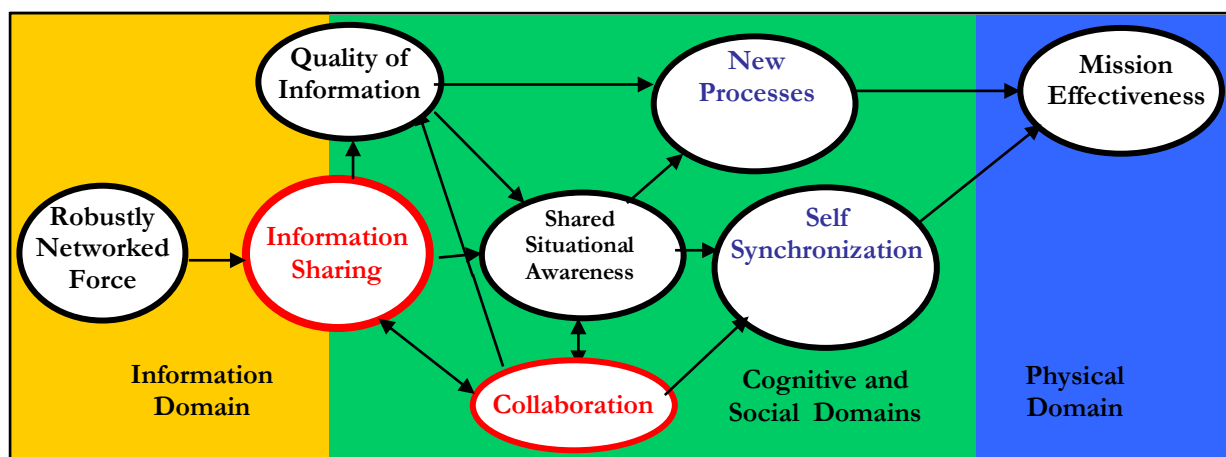 Quality of
Information
New
Processes
Mission
Effectiveness
Robustly
Networked
Force
Information
Sharing
Shared
Situational
Awareness
Self
Synchronization
Collaboration
Information
Domain
Cognitive and
Social Domains
Physical
Domain